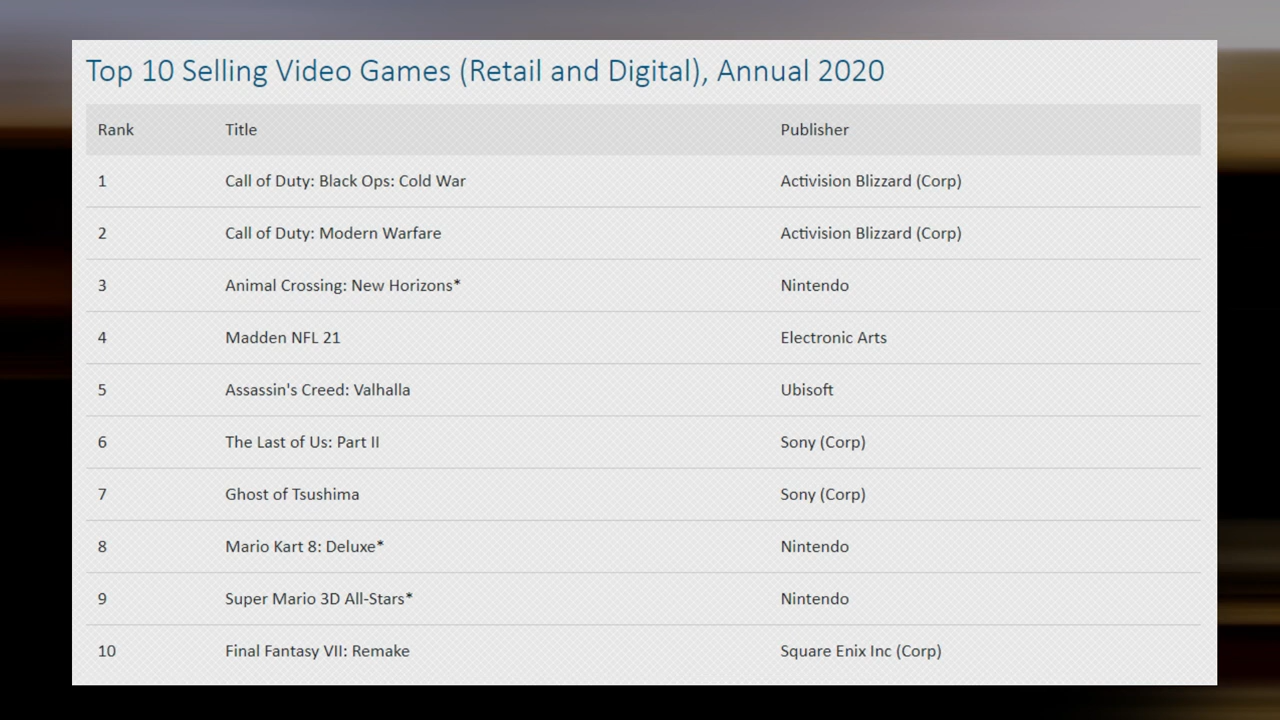 Top 10 Selling Video Games (Retail and Digital), Annual 2020
Rank Title Publisher
1 Call of Duty: Black Ops: Cold War Activision Blizzard (Corp)
2 Call of Duty: Modern Warfare Activision Blizzard (Corp)
3 Animal Crossing: New Horizons* Nintendo
4 Madden NFL 21 Electronic Arts
5 Assassin's Creed: Valhalla Ubisoft
6 The Last of Us: Part II Sony (Corp)
7 Ghost of Tsushima Sony (Corp)
8 Mario Kart 8: Deluxe* Nintendo
9 Super Mario 3D All-Stars* Nintendo
10 Final Fantasy VII: Remake Square Enix Inc (Corp)